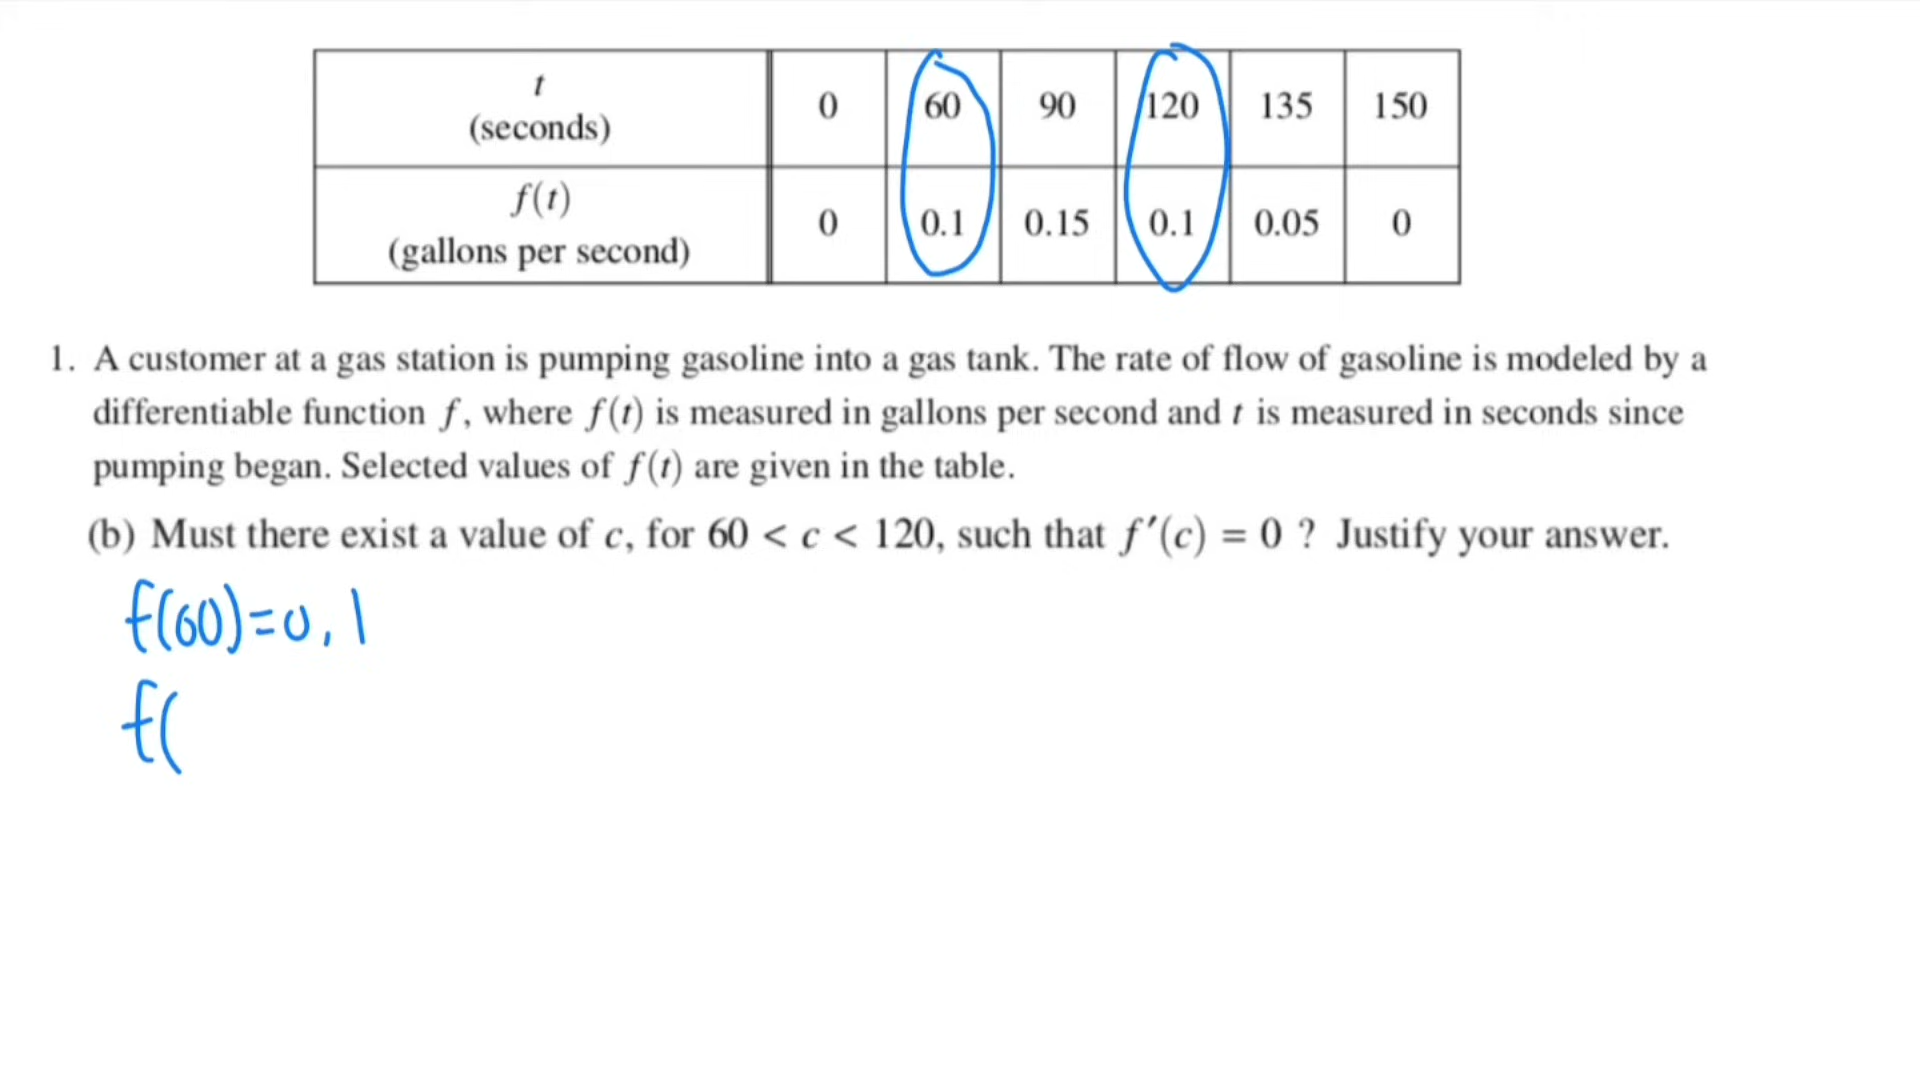 t
(seconds) 0 60 90 120 135 150
f(t)
(gallons per second) 0 0.1 0.15 0.1 0.05 0
1. A customer at a gas station is pumping gasoline into a gas tank. The rate of flow of gasoline is modeled by a
differentiable function f, where f(t) is measured in gallons per second and t is measured in seconds since
pumping began. Selected values of f(t) are given in the table.
(b) Must there exist a value of c, for 60 < c < 120, such that f′(c) = 0 ? Justify your answer.
f(60)=0,1
f(